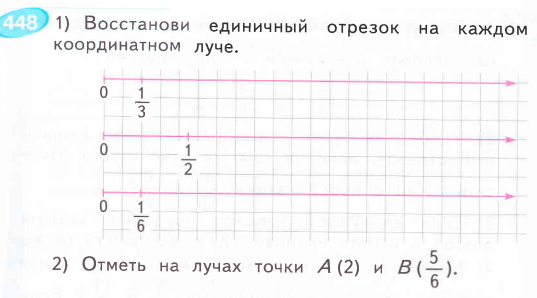 448 1) Восстанови единичный отрезок на каждом
координатном луче.
0 1/3
0 1/2
0 1/6
2) Отметь на лучах точки A (2) и B (5/6).